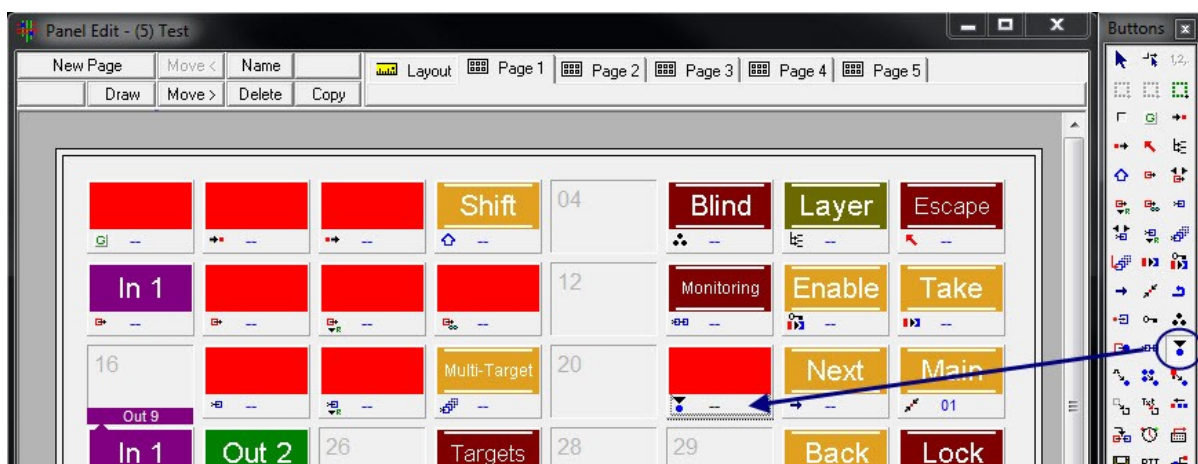 Panel Edit - (5) Test
Buttons
New Page Move < Name Layout Page 1 Page 2 Page 3 Page 4 Page 5
Draw Move > Delete Copy
1,2,.
G
Shift 04 Blind Layer Escape
G -- -- -- -- -- -- --
R
In 1 12 Monitoring Enable Take
-- -- R -- -- -- -- --
16 Multi-Target 20 Next Main
Out 9 -- R -- -- -- -- 01
In 1 Out 2 26 Targets 28 29 Back Lock
Txt
PTT